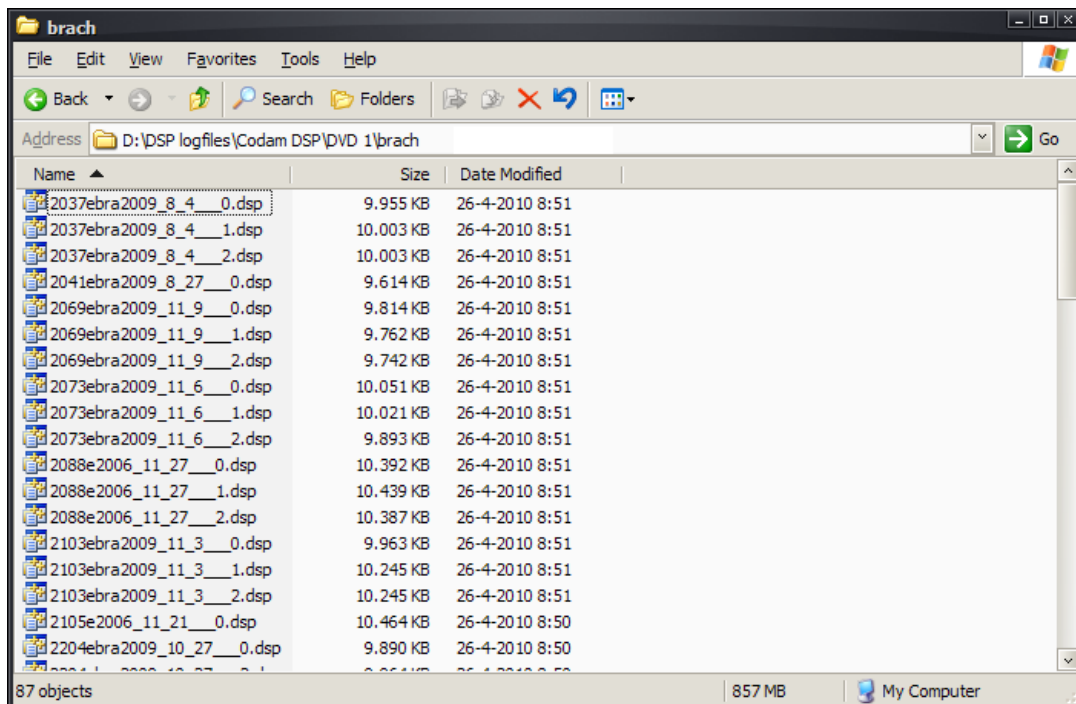 brach
File Edit View Favorites Tools Help
Back Search Folders
Address D:\DSP logfiles\Codam DSP\DVD 1\brach Go
Name Size Date Modified
2037ebra2009_8_4___0.dsp 9.955 KB 26-4-2010 8:51
2037ebra2009_8_4___1.dsp 10.003 KB 26-4-2010 8:51
2037ebra2009_8_4___2.dsp 10.003 KB 26-4-2010 8:51
2041ebra2009_8_27___0.dsp 9.614 KB 26-4-2010 8:51
2069ebra2009_11_9___0.dsp 9.814 KB 26-4-2010 8:51
2069ebra2009_11_9___1.dsp 9.762 KB 26-4-2010 8:51
2069ebra2009_11_9___2.dsp 9.742 KB 26-4-2010 8:51
2073ebra2009_11_6___0.dsp 10.051 KB 26-4-2010 8:51
2073ebra2009_11_6___1.dsp 10.021 KB 26-4-2010 8:51
2073ebra2009_11_6___2.dsp 9.893 KB 26-4-2010 8:51
2088e2006_11_27___0.dsp 10.392 KB 26-4-2010 8:51
2088e2006_11_27___1.dsp 10.439 KB 26-4-2010 8:51
2088e2006_11_27___2.dsp 10.387 KB 26-4-2010 8:51
2103ebra2009_11_3___0.dsp 9.963 KB 26-4-2010 8:51
2103ebra2009_11_3___1.dsp 10.245 KB 26-4-2010 8:51
2103ebra2009_11_3___2.dsp 10.245 KB 26-4-2010 8:51
2105e2006_11_21___0.dsp 10.464 KB 26-4-2010 8:50
2204ebra2009_10_27___0.dsp 9.890 KB 26-4-2010 8:50
87 objects 857 MB My Computer